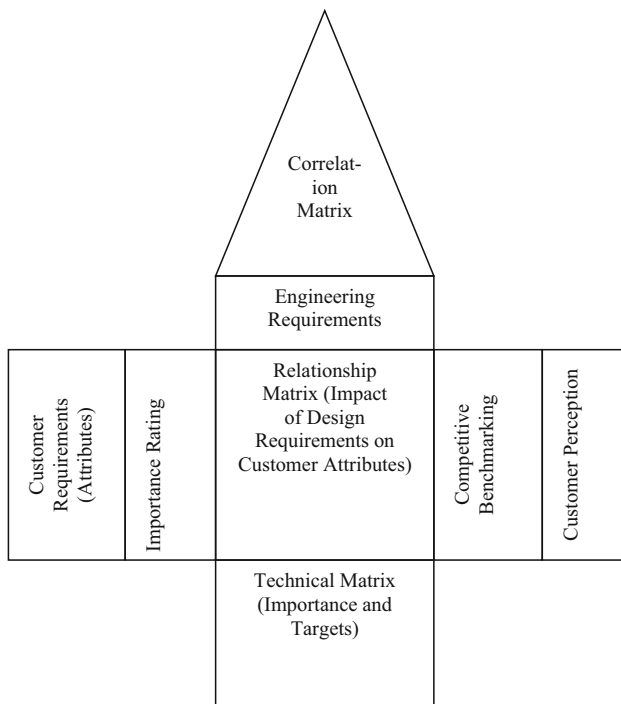 Correlat-
ion
Matrix
Engineering
Requirements
Customer
Requirements
(Attributes)
Importance Rating
Relationship
Matrix (Impact
of Design
Requirements on
Customer Attributes)
Competitive
Benchmarking
Customer Perception
Technical Matrix
(Importance and
Targets)